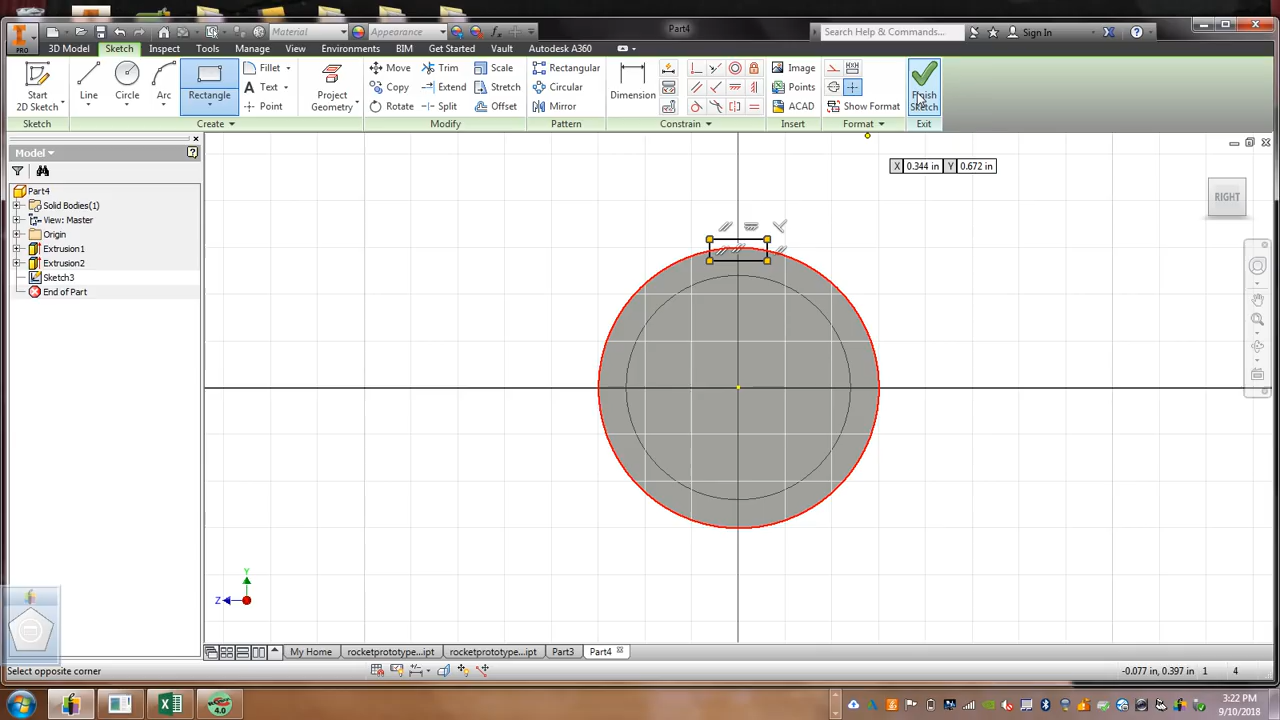 Material
Appearance
Part4
Search Help & Commands...
Sign In
PRO
3D Model
Sketch
Inspect
Tools
Manage
View
Environments
BIM
Get Started
Vault
Autodesk A360
Start
2D Sketch
Line
Circle
Arc
Rectangle
Fillet
Text
Point
Project
Geometry
Move
Copy
Rotate
Trim
Extend
Split
Scale
Stretch
Offset
Rectangular
Circular
Mirror
Dimension
Image
Points
ACAD
Show Format
Finish
Sketch
Sketch
Create
Modify
Pattern
Constrain
Insert
Format
Exit
Model
Part4
Solid Bodies(1)
View: Master
Origin
Extrusion1
Extrusion2
Sketch3
End of Part
X 0.344 in Y 0.672 in
RIGHT
Y
Z
My Home
rocketprototype...ipt
rocketprototype...ipt
Part3
Part4
Select opposite corner
-0.077 in, 0.397 in 1 4
4.0
3:22 PM
9/10/2018